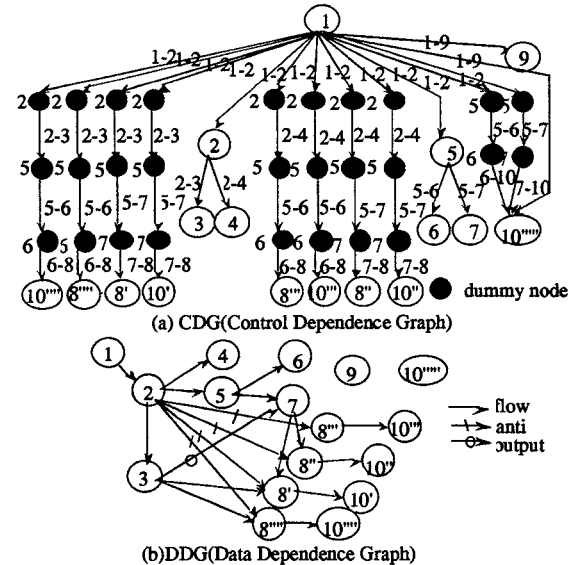 1
1-2 1-2 1-2 1-2 1-2 1-2 1-2 1-2 1-2 1-2 1-2 1-9 1-9
9
2 2 2 2 2 2 2 2 5 5
2-3 2-3 2-3 2 2-4 2-4 2-4 5 5-6 5-7
5 5 5 5 2-3 2-4 5 5 5 5 6 7
5-6 5-6 5-7 5-7 3 4 5-6 5-6 5-7 5-7 5-6 5-7 6-10 7-10
6 7 10'''''
6 6 7 7 6 6 7 7
6-8 6-8 7-8 7-8 6-8 6-8 7-8 7-8
10'''' 8'''' 8' 10' 8''' 10''' 8'' 10'' dummy node
(a) CDG(Control Dependence Graph)
1 4 6 9 10'''''
2 5 7
flow
8''' 10''' anti
output
3 8'' 10''
8' 10'
8'''' 10''''
(b)DDG(Data Dependence Graph)